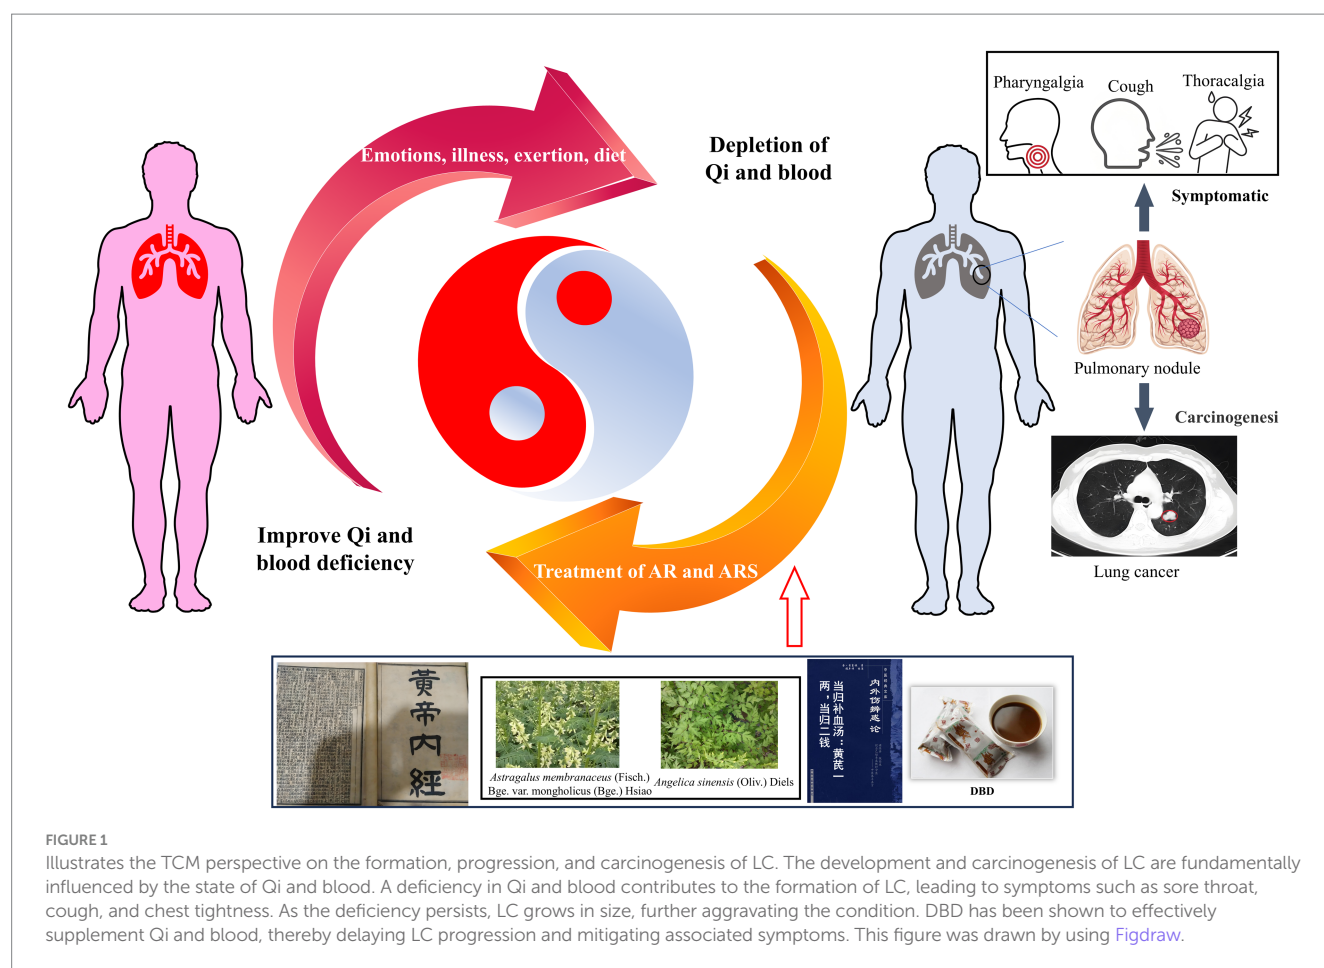 Emotions, illness, exertion, diet
Depletion of
Qi and blood
Pharyngalgia
Cough
Thoracalgia
Symptomatic
Pulmonary nodule
Carcinogenesi
Lung cancer
Improve Qi and
blood deficiency
Treatment of AR and ARS
黃帝內經
Astragalus membranaceus (Fisch.)
Bge. var. mongholicus (Bge.) Hsiao
Angelica sinensis (Oliv.) Diels
内外伤辨惑论
当归补血汤：黄芪一
两，当归二钱
DBD
FIGURE 1
Illustrates the TCM perspective on the formation, progression, and carcinogenesis of LC. The development and carcinogenesis of LC are fundamentally
influenced by the state of Qi and blood. A deficiency in Qi and blood contributes to the formation of LC, leading to symptoms such as sore throat,
cough, and chest tightness. As the deficiency persists, LC grows in size, further aggravating the condition. DBD has been shown to effectively
supplement Qi and blood, thereby delaying LC progression and mitigating associated symptoms. This figure was drawn by using Figdraw.